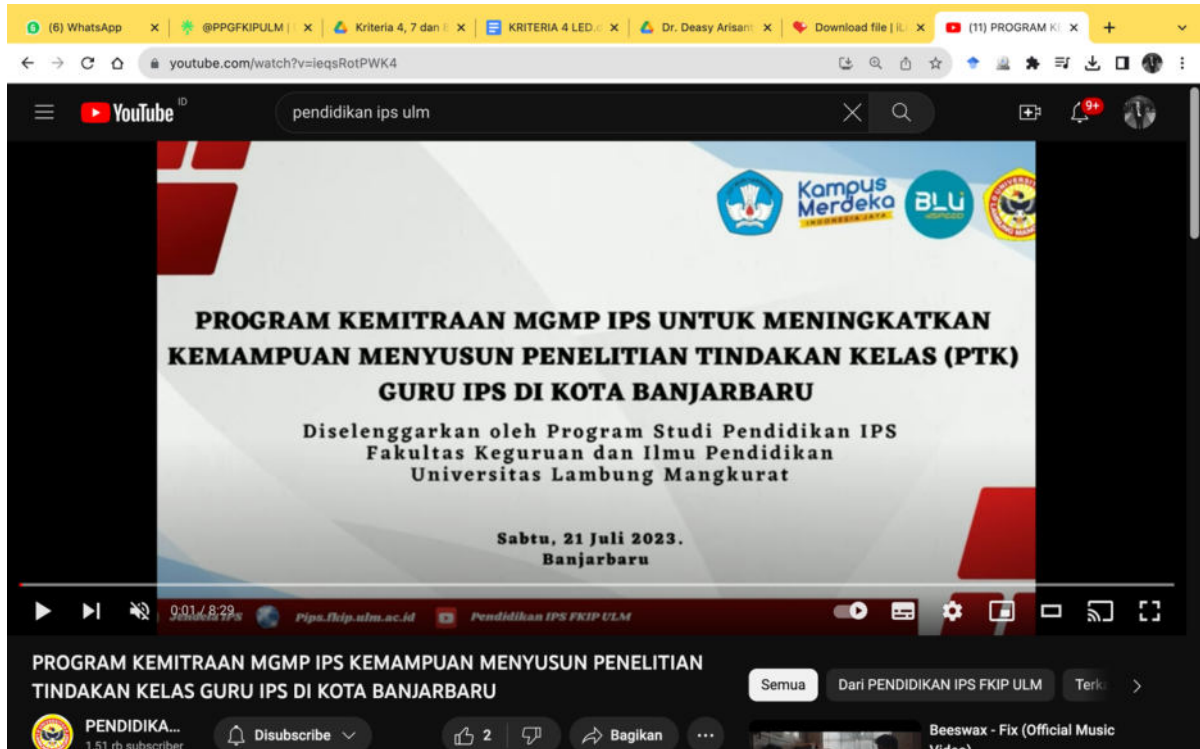 (6) WhatsApp
@PPGFKIPULM |
Kriteria 4, 7 dan
KRITERIA 4 LED.
Dr. Deasy Arisant
Download file | iL
(11) PROGRAM K
youtube.com/watch?v=ieqsRotPWK4
YouTube ID
pendidikan ips ulm
9+
Kampus
Merdeka
INDONESIA JAYA
BLU
PROGRAM KEMITRAAN MGMP IPS UNTUK MENINGKATKAN
KEMAMPUAN MENYUSUN PENELITIAN TINDAKAN KELAS (PTK)
GURU IPS DI KOTA BANJARBARU
Diselenggarkan oleh Program Studi Pendidikan IPS
Fakultas Keguruan dan Ilmu Pendidikan
Universitas Lambung Mangkurat
Sabtu, 21 Juli 2023.
Banjarbaru
0:01 / 8:29
Pips.fkip.ulm.ac.id
Pendidikan IPS FKIP ULM
PROGRAM KEMITRAAN MGMP IPS KEMAMPUAN MENYUSUN PENELITIAN
TINDAKAN KELAS GURU IPS DI KOTA BANJARBARU
Semua
Dari PENDIDIKAN IPS FKIP ULM
Terk
PENDIDIKA...
1,51 rb subscriber
Disubscribe
2
Bagikan
Beeswax - Fix (Official Music
Video)